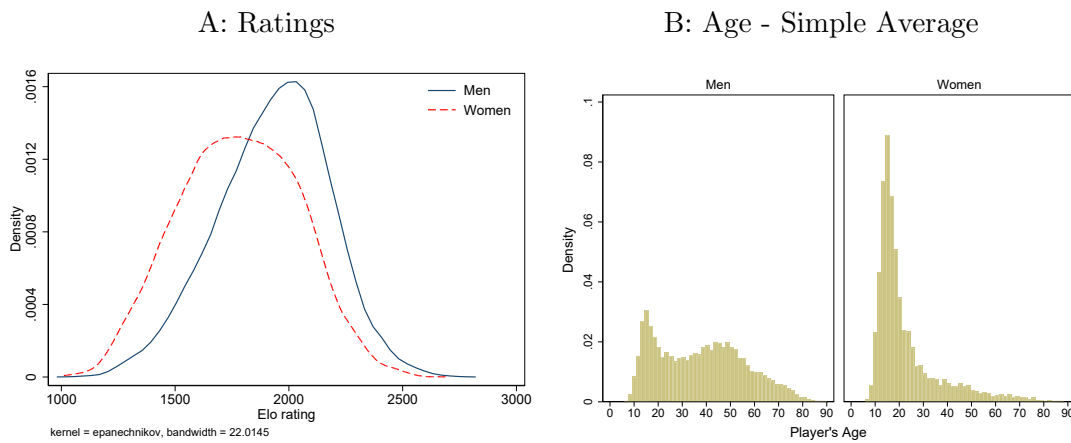 A: Ratings
Density
0 .0004 .0008 .0012 .0016
Men
Women
1000 1500 2000 2500 3000
Elo rating
kernel = epanechnikov, bandwidth = 22.0145
B: Age - Simple Average
Men Women
Density
0 .02 .04 .06 .08 .1
0 10 20 30 40 50 60 70 80 90 0 10 20 30 40 50 60 70 80 90
Player's Age